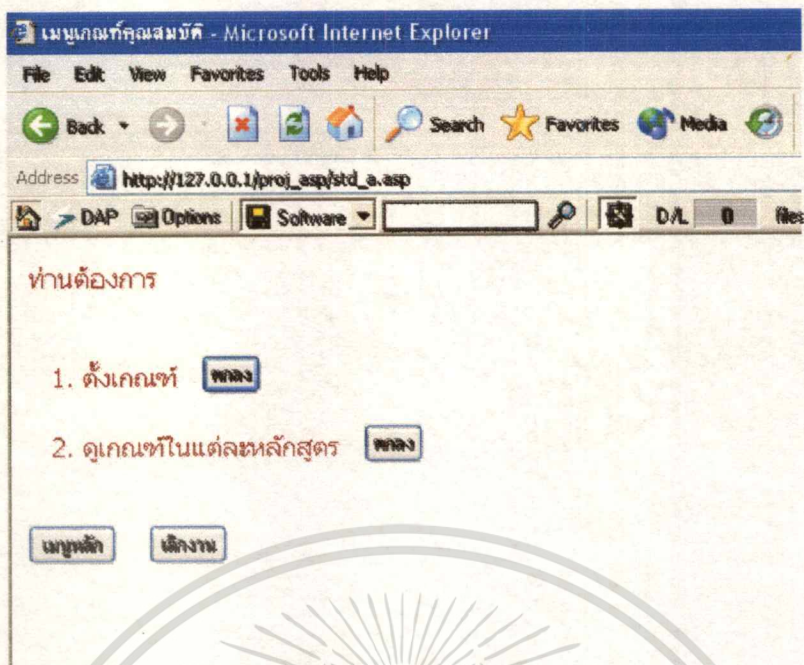 เมนูเกณฑ์คุณสมบัติ - Microsoft Internet Explorer
File Edit View Favorites Tools Help
Back Search Favorites Media
Address http://127.0.0.1/proj_asp/std_a.asp
DAP Options Software D/L 0 files
ท่านต้องการ
1. ตั้งเกณฑ์ ตกลง
2. ดูเกณฑ์ในแต่ละหลักสูตร ตกลง
เมนูหลัก เลิกงาน